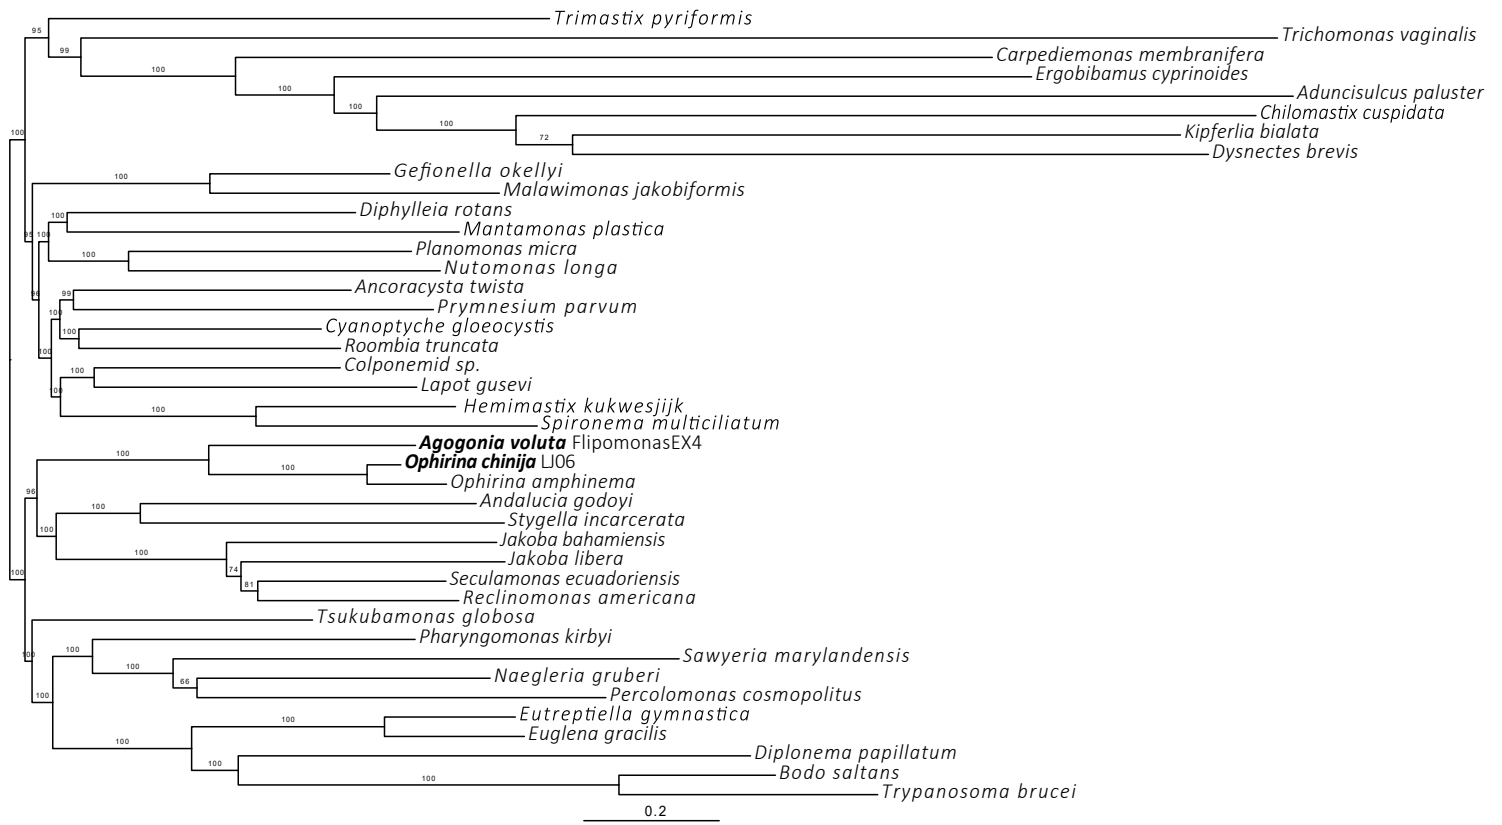 Trimastix pyriformis
95
Trichomonas vaginalis
99
Carpediemonas membranifera
100
Ergobibamus cyprinoides
100
Aduncisulcus paluster
100
Chilomastix cuspidata
100
Kipferlia bialata
72
100
Dysnectes brevis
Gefionella okellyi
100
Malawimonas jakobiformis
Diphylleia rotans
100
Mantamonas plastica
95
100
Planomonas micra
100
Nutomonas longa
Ancoracysta twista
96
99
Prymnesium parvum
100
Cyanoptyche gloeocystis
100
Roombia truncata
100
Colponemid sp.
100
Lapot gusevi
100
Hemimastix kukwesjijk
100
Spironema multiciliatum
Agogonia voluta FlipomonasEX4
100
Ophirina chinija LJ06
100
Ophirina amphinema
96
Andalucia godoyi
100
Stygella incarcerata
100
Jakoba bahamiensis
100
Jakoba libera
74
100
Seculamonas ecuadoriensis
81
Reclinomonas americana
Tsukubamonas globosa
Pharyngomonas kirbyi
100
100
Sawyeria marylandensis
100
Naegleria gruberi
66
Percolomonas cosmopolitus
100
Eutreptiella gymnastica
100
Euglena gracilis
100
Diplonema papillatum
100
Bodo saltans
100
Trypanosoma brucei
0.2